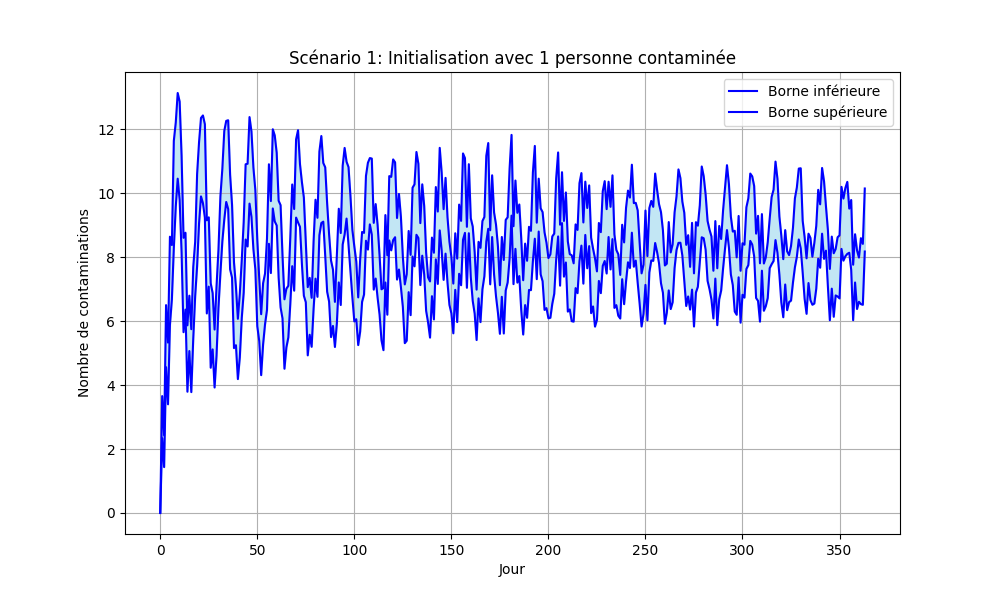 Scénario 1: Initialisation avec 1 personne contaminée
Borne inférieure
Borne supérieure
Nombre de contaminations
12
10
8
6
4
2
0
0 50 100 150 200 250 300 350
Jour